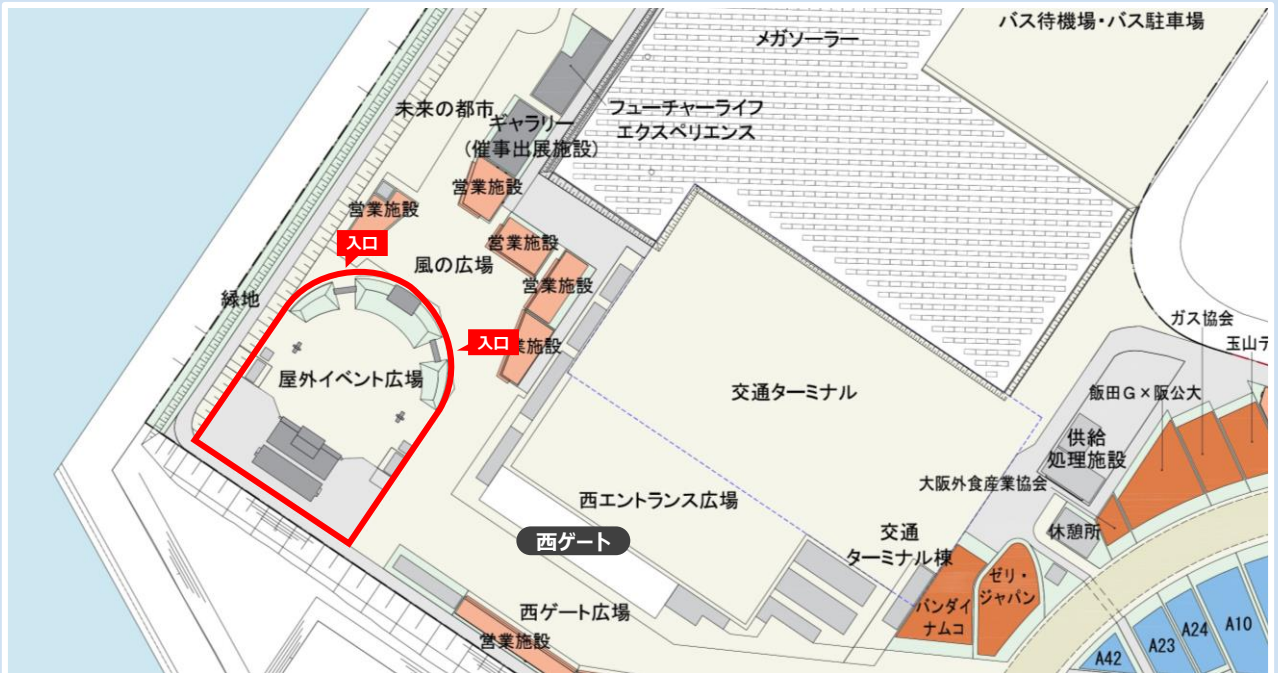 バス待機場・バス駐車場
メガソーラー
未来の都市
ギャラリー
(催事出展施設)
フューチャーライフ
エクスペリエンス
営業施設
営業施設
入口
営業施設
風の広場
営業施設
緑地
入口
業施設
屋外イベント広場
交通ターミナル
ガス協会
玉山デ
飯田G×阪公大
供給
処理施設
大阪外食産業協会
西エントランス広場
西ゲート
交通
ターミナル棟
休憩所
ゼリ・
ジャパン
バンダイ
ナムコ
西ゲート広場
営業施設
A42
A23
A24
A10